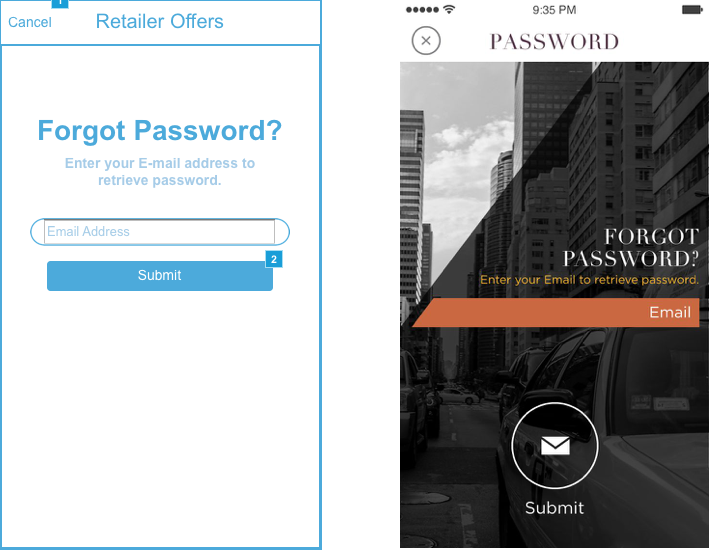 1
Cancel
Retailer Offers
Forgot Password?
Enter your E-mail address to
retrieve password.
Email Address
2
Submit
9:35 PM
PASSWORD
FORGOT
PASSWORD?
Enter your Email to retrieve password.
Email
Submit